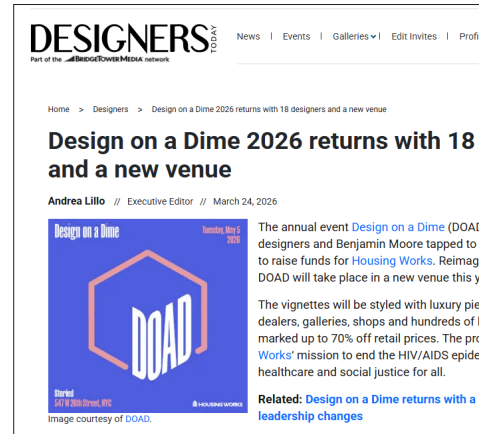 DESIGNERS TODAY
Part of the BRIDGETOWER MEDIA network
News | Events | Galleries | Edit Invites |
Home > Designers > Design on a Dime 2026 returns with 18 designers and a new venue
Design on a Dime 2026 returns with 18
and a new venue
Andrea Lillo // Executive Editor // March 24, 2026
Design on a Dime
Tuesday, May 5
2026
DOAD
Storied
547 W 26th Street, NYC
HOUSING WORKS
Image courtesy of DOAD.
The annual event Design on a Dime (DOAD
designers and Benjamin Moore tapped to
to raise funds for Housing Works. Reimag
DOAD will take place in a new venue this y
The vignettes will be styled with luxury pie
dealers, galleries, shops and hundreds of
marked up to 70% off retail prices. The pro
Works' mission to end the HIV/AIDS epide
healthcare and social justice for all.
Related: Design on a Dime returns with a
leadership changes